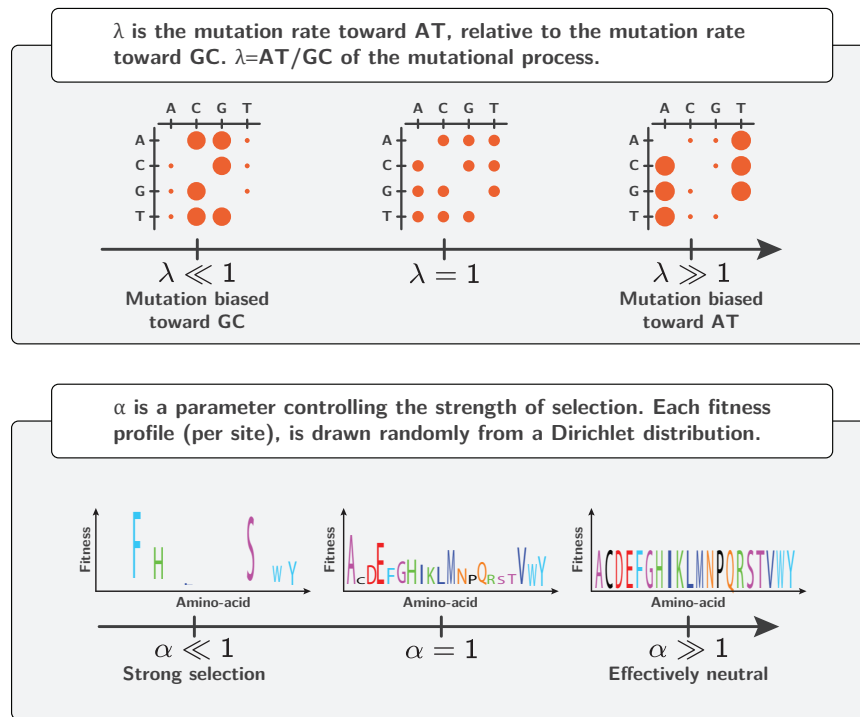 λ is the mutation rate toward AT, relative to the mutation rate
toward GC. λ=AT/GC of the mutational process.
A C G T
A C G T
A C G T
A
A
A
C
C
C
G
G
G
T
T
T
λ ≪ 1
λ = 1
λ ≫ 1
Mutation biased
toward GC
Mutation biased
toward AT
α is a parameter controlling the strength of selection. Each fitness
profile (per site), is drawn randomly from a Dirichlet distribution.
Fitness
F H S W Y
Fitness
A C D E F G H I K L M N P Q R S T V W Y
Fitness
A C D E F G H I K L M N P Q R S T V W Y
Amino-acid
Amino-acid
Amino-acid
α ≪ 1
α = 1
α ≫ 1
Strong selection
Effectively neutral